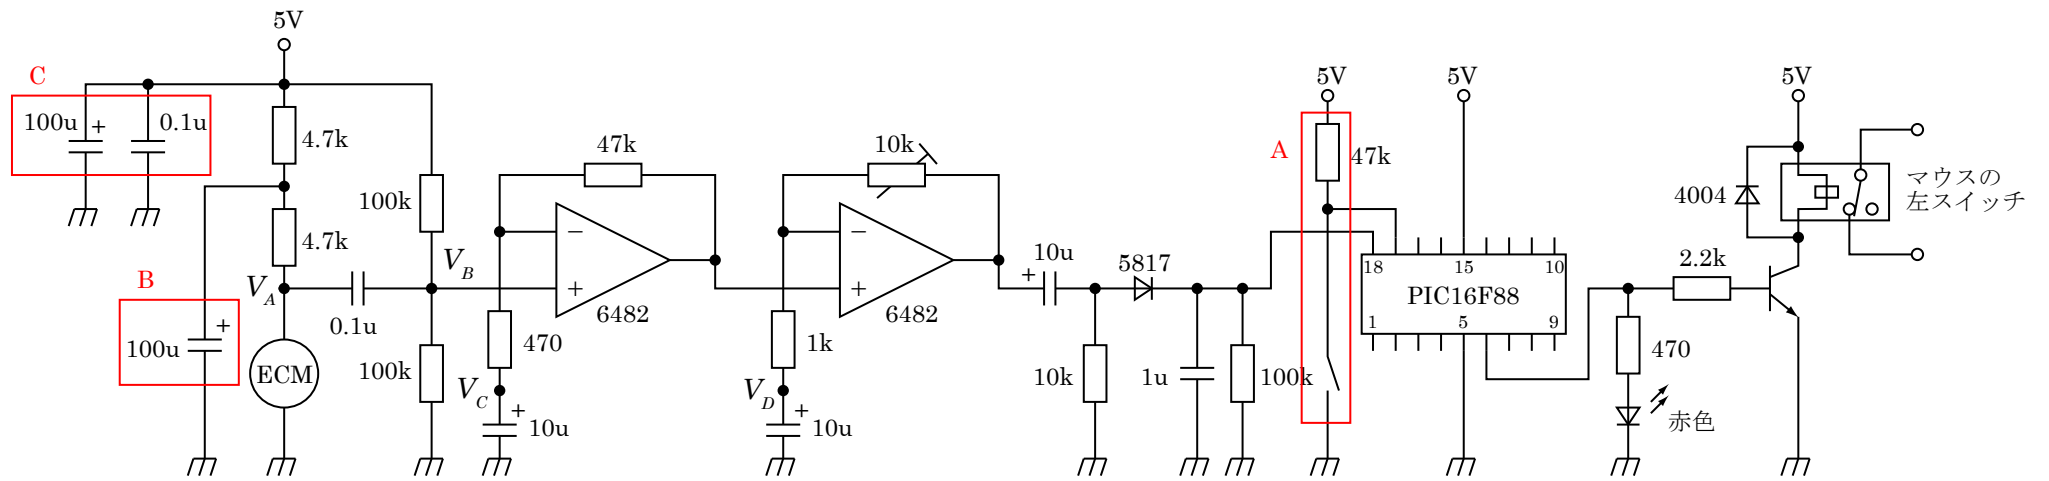 5V
C
100u
+
0.1u
4.7k
4.7k
B
+
100u
V_A
ECM
0.1u
100k
V_B
100k
47k
−
+
6482
470
V_C
+
10u
10k
−
+
6482
1k
V_D
+
10u
10u
+
5817
10k
1u
100k
5V
A
47k
5V
18
15
10
PIC16F88
1
5
9
2.2k
470
赤色
5V
4004
マウスの
左スイッチ